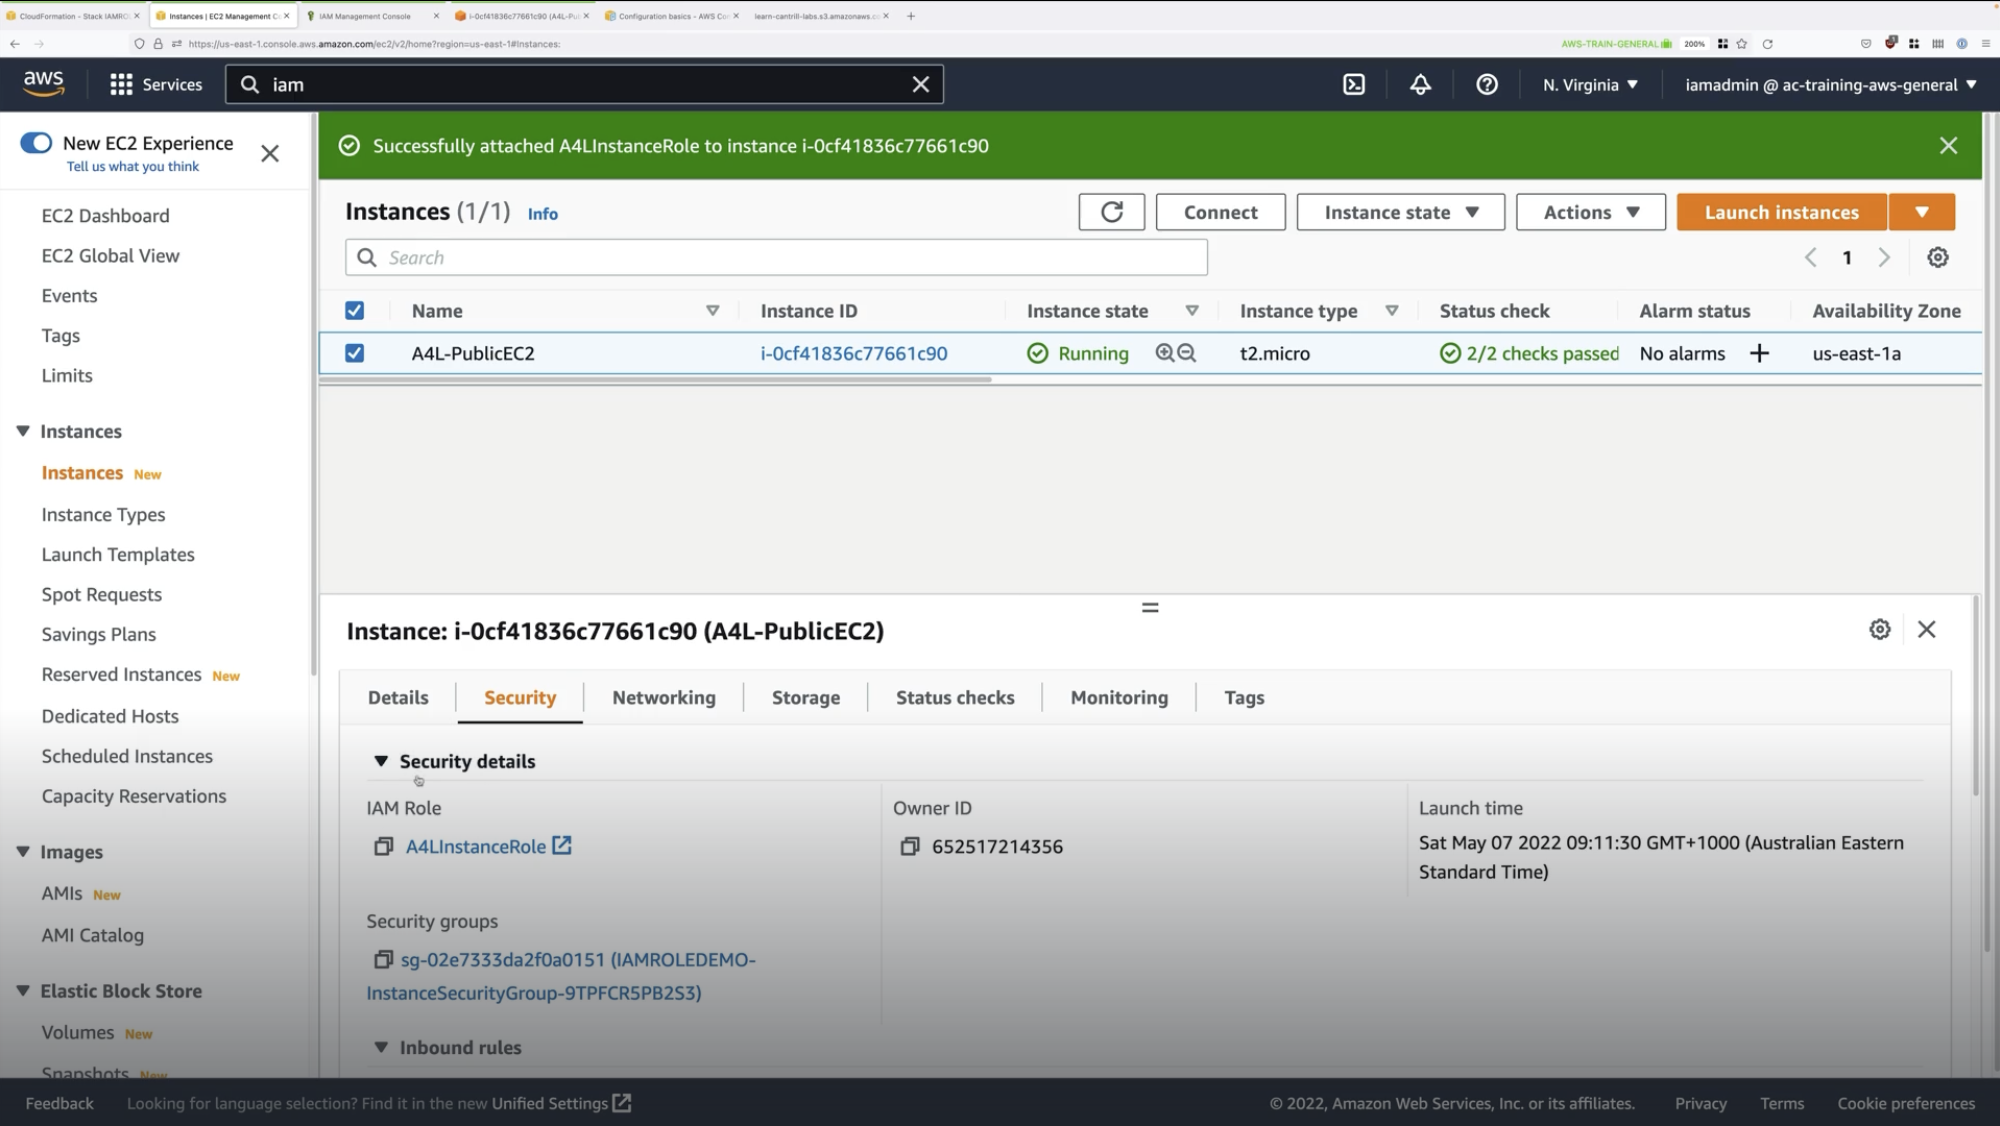 CloudFormation - Stack IAMRO
Instances | EC2 Management Co
IAM Management Console
i-0cf41836c77661c90 (A4L-Pu
Configuration basics - AWS Co
learn-cantrill-labs.s3.amazonaws.c
https://us-east-1.console.aws.amazon.com/ec2/v2/home?region=us-east-1#Instances:
AWS-TRAIN-GENERAL
200%
aws
Services
iam
N. Virginia
iamadmin @ ac-training-aws-general
New EC2 Experience
Tell us what you think
EC2 Dashboard
EC2 Global View
Events
Tags
Limits
Instances
Instances New
Instance Types
Launch Templates
Spot Requests
Savings Plans
Reserved Instances New
Dedicated Hosts
Scheduled Instances
Capacity Reservations
Images
AMIs New
AMI Catalog
Elastic Block Store
Volumes New
Snapshots New
Successfully attached A4LInstanceRole to instance i-0cf41836c77661c90
Instances (1/1) Info
Connect
Instance state
Actions
Launch instances
Search
1
Name Instance ID Instance state Instance type Status check Alarm status Availability Zone
A4L-PublicEC2 i-0cf41836c77661c90 Running t2.micro 2/2 checks passed No alarms + us-east-1a
Instance: i-0cf41836c77661c90 (A4L-PublicEC2)
Details Security Networking Storage Status checks Monitoring Tags
Security details
IAM Role
A4LInstanceRole
Owner ID
652517214356
Launch time
Sat May 07 2022 09:11:30 GMT+1000 (Australian Eastern
Standard Time)
Security groups
sg-02e7333da2f0a0151 (IAMROLEDEMO-
InstanceSecurityGroup-9TPFCR5PB2S3)
Inbound rules
Feedback
Looking for language selection? Find it in the new Unified Settings
© 2022, Amazon Web Services, Inc. or its affiliates.
Privacy
Terms
Cookie preferences